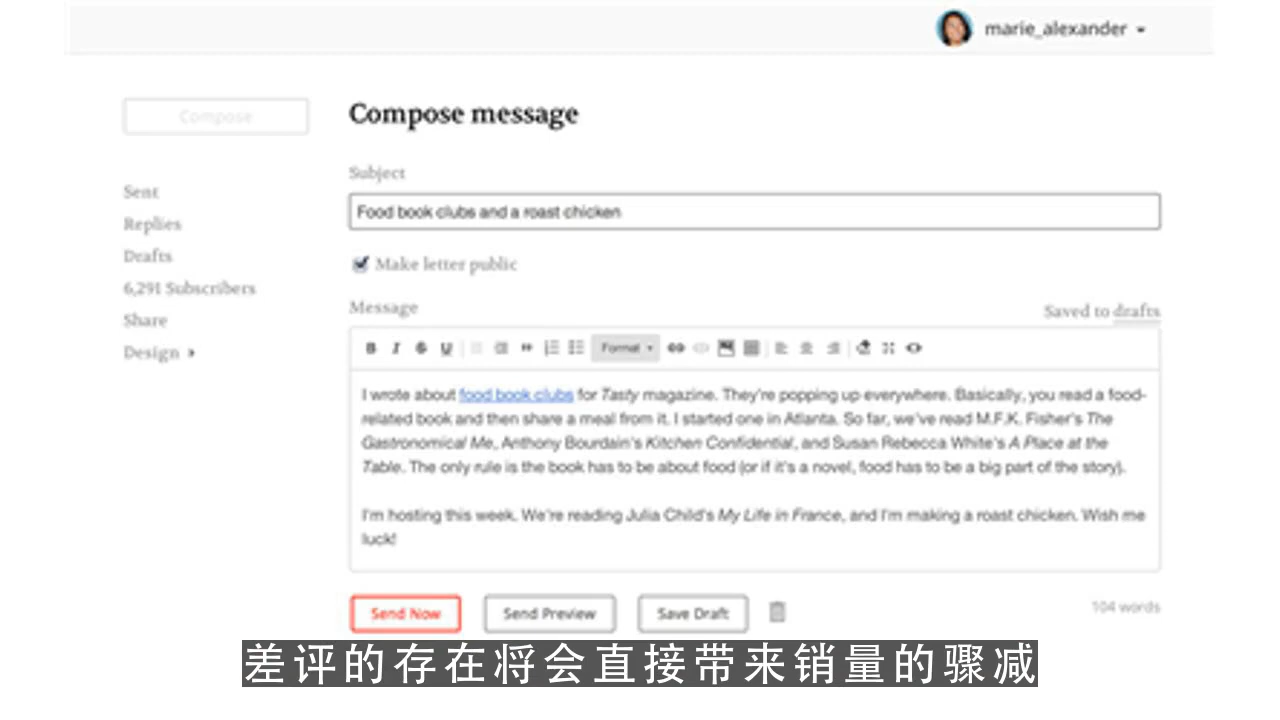 marie_alexander
Compose
Compose message
Subject
Sent
Food book clubs and a roast chicken
Replies
Drafts
Make letter public
6,291 Subscribers
Message
Saved to drafts
Share
Design
B I S U Format
I wrote about food book clubs for Tasty magazine. They're popping up everywhere. Basically, you read a food-
related book and then share a meal from it. I started one in Atlanta. So far, we've read M.F.K. Fisher's The
Gastronomical Me, Anthony Bourdain's Kitchen Confidential, and Susan Rebecca White's A Place at the
Table. The only rule is the book has to be about food (or if it's a novel, food has to be a big part of the story).
I'm hosting this week. We're reading Julia Child's My Life in France, and I'm making a roast chicken. Wish me
luck!
Send Now
Send Preview
Save Draft
104 words
差评的存在将会直接带来销量的骤减